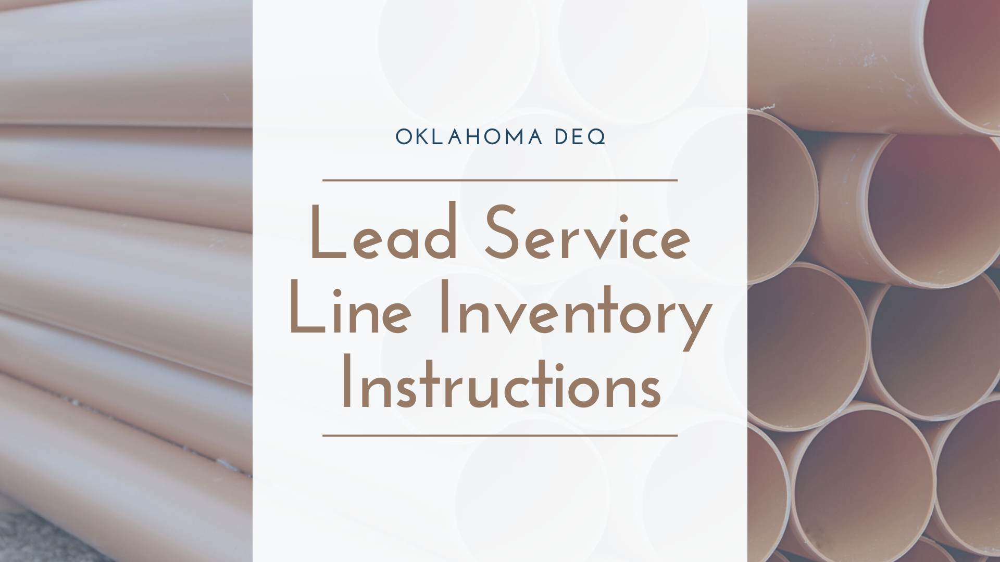 OKLAHOMA DEQ
Lead Service
Line Inventory
Instructions